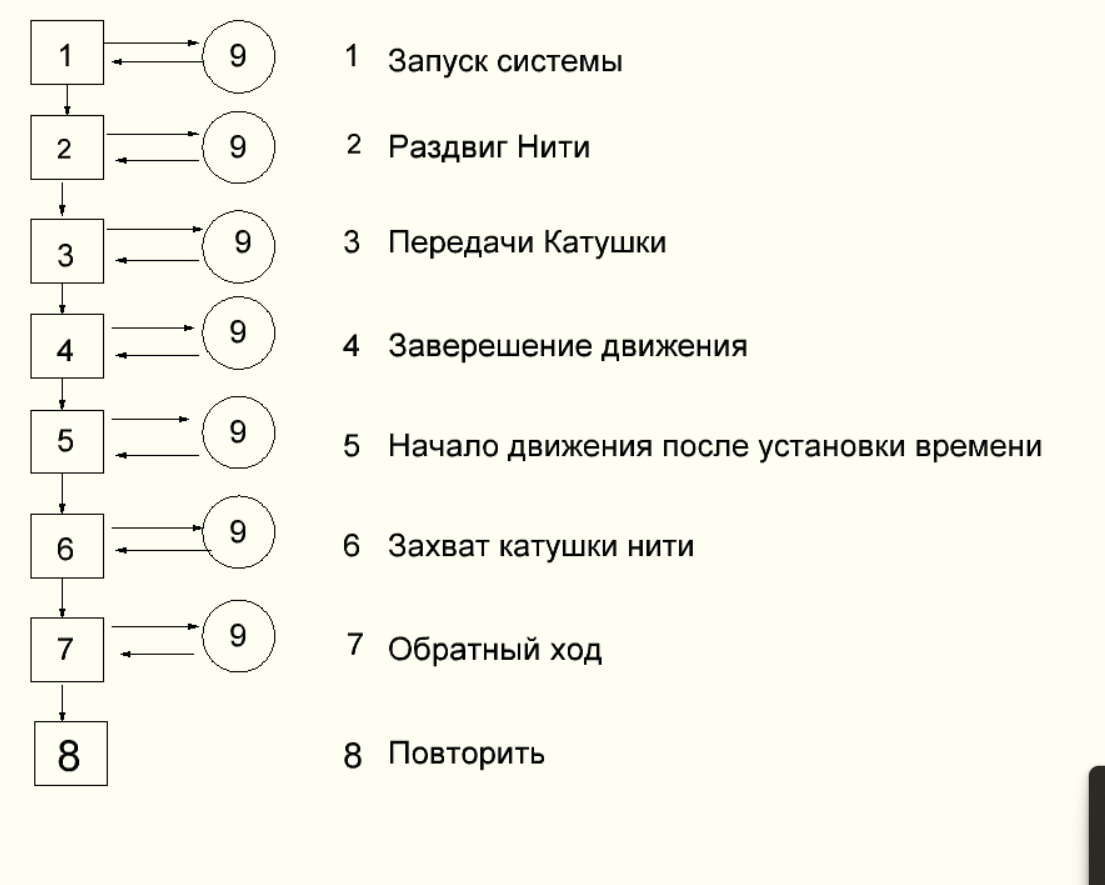 1 9 1 Запуск системы
2 9 2 Раздвиг Нити
3 9 3 Передачи Катушки
4 9 4 Заверешение движения
5 9 5 Начало движения после установки времени
6 9 6 Захват катушки нити
7 9 7 Обратный ход
8 8 Повторить